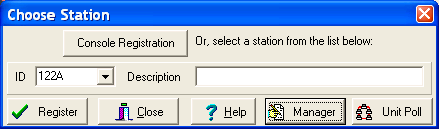 Choose Station
Console Registration Or, select a station from the list below:
ID 122A Description
Register Close Help Manager Unit Poll